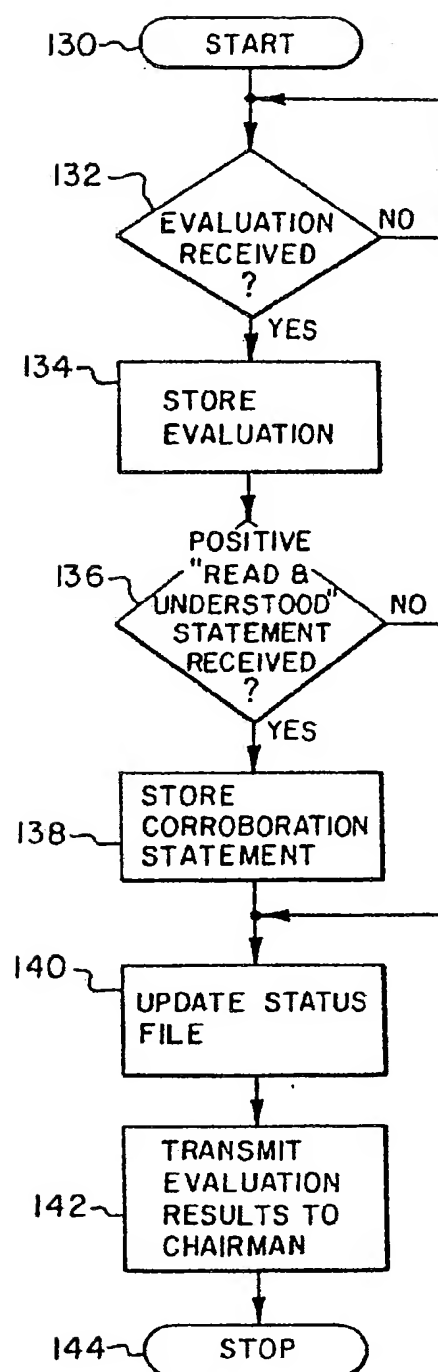 130
START
132
EVALUATION
RECEIVED
?
NO
YES
134
STORE
EVALUATION
136
POSITIVE
"READ &
UNDERSTOOD"
STATEMENT
RECEIVED
?
NO
YES
138
STORE
CORROBORATION
STATEMENT
140
UPDATE STATUS
FILE
142
TRANSMIT
EVALUATION
RESULTS TO
CHAIRMAN
144
STOP